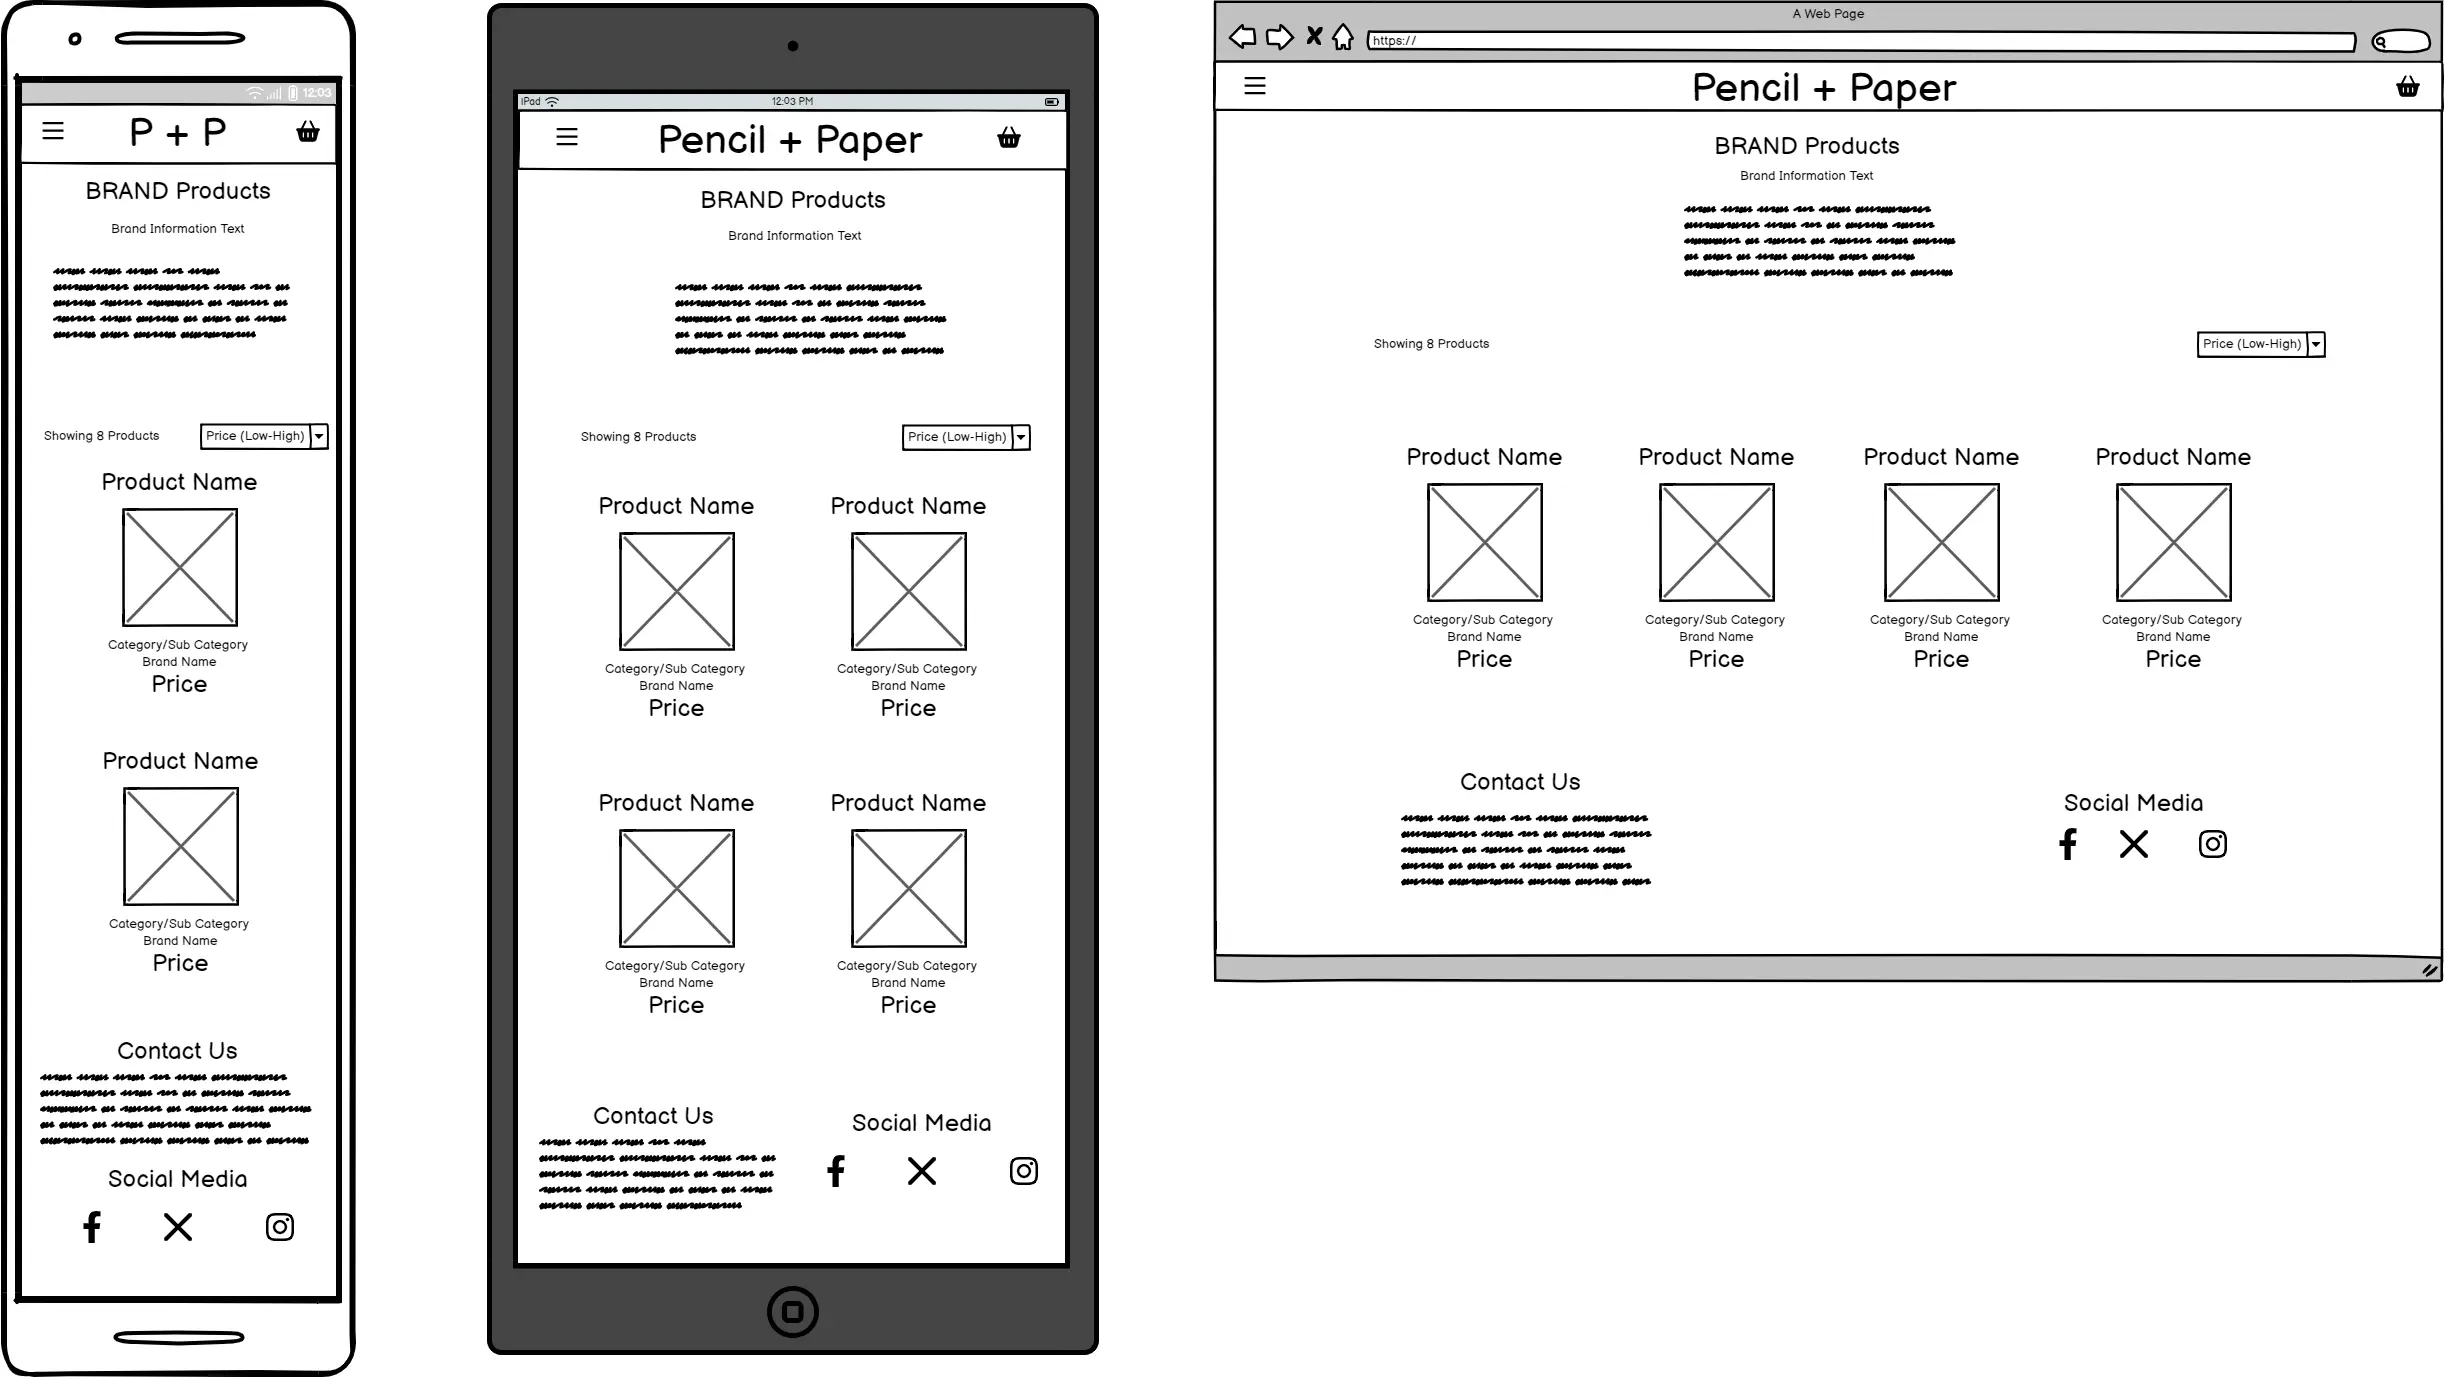 12:03
P + P
BRAND Products
Brand Information Text
Showing 8 Products
Price (Low-High)
Product Name
Category/Sub Category
Brand Name
Price
Product Name
Category/Sub Category
Brand Name
Price
Contact Us
Social Media
iPad
12:03 PM
Pencil + Paper
BRAND Products
Brand Information Text
Showing 8 Products
Price (Low-High)
Product Name
Product Name
Category/Sub Category
Category/Sub Category
Brand Name
Brand Name
Price
Price
Product Name
Product Name
Category/Sub Category
Category/Sub Category
Brand Name
Brand Name
Price
Price
Contact Us
Social Media
A Web Page
https://
Pencil + Paper
BRAND Products
Brand Information Text
Showing 8 Products
Price (Low-High)
Product Name
Product Name
Product Name
Product Name
Category/Sub Category
Category/Sub Category
Category/Sub Category
Category/Sub Category
Brand Name
Brand Name
Brand Name
Brand Name
Price
Price
Price
Price
Contact Us
Social Media